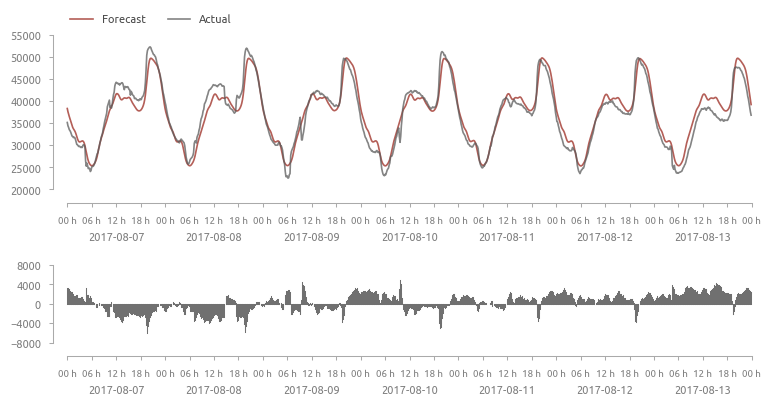 Forecast Actual
55000
50000
45000
40000
35000
30000
25000
20000
00 h 06 h 12 h 18 h 00 h 06 h 12 h 18 h 00 h 06 h 12 h 18 h 00 h 06 h 12 h 18 h 00 h 06 h 12 h 18 h 00 h 06 h 12 h 18 h 00 h 06 h 12 h 18 h 00 h
2017-08-07 2017-08-08 2017-08-09 2017-08-10 2017-08-11 2017-08-12 2017-08-13
8000
4000
0
−4000
−8000
00 h 06 h 12 h 18 h 00 h 06 h 12 h 18 h 00 h 06 h 12 h 18 h 00 h 06 h 12 h 18 h 00 h 06 h 12 h 18 h 00 h 06 h 12 h 18 h 00 h 06 h 12 h 18 h 00 h
2017-08-07 2017-08-08 2017-08-09 2017-08-10 2017-08-11 2017-08-12 2017-08-13